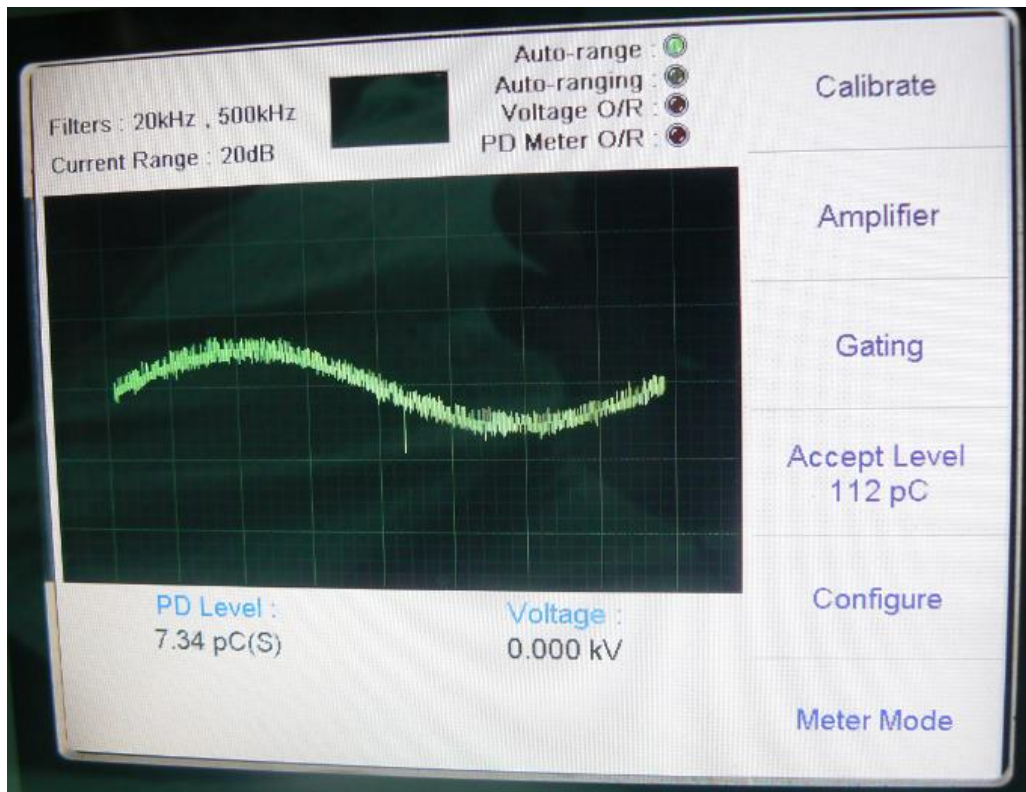 Filters : 20kHz , 500kHz
Current Range : 20dB
Auto-range :
Auto-ranging :
Voltage O/R :
PD Meter O/R :
Calibrate
Amplifier
Gating
Accept Level
112 pC
Configure
Meter Mode
PD Level :
7.34 pC(S)
Voltage :
0.000 kV